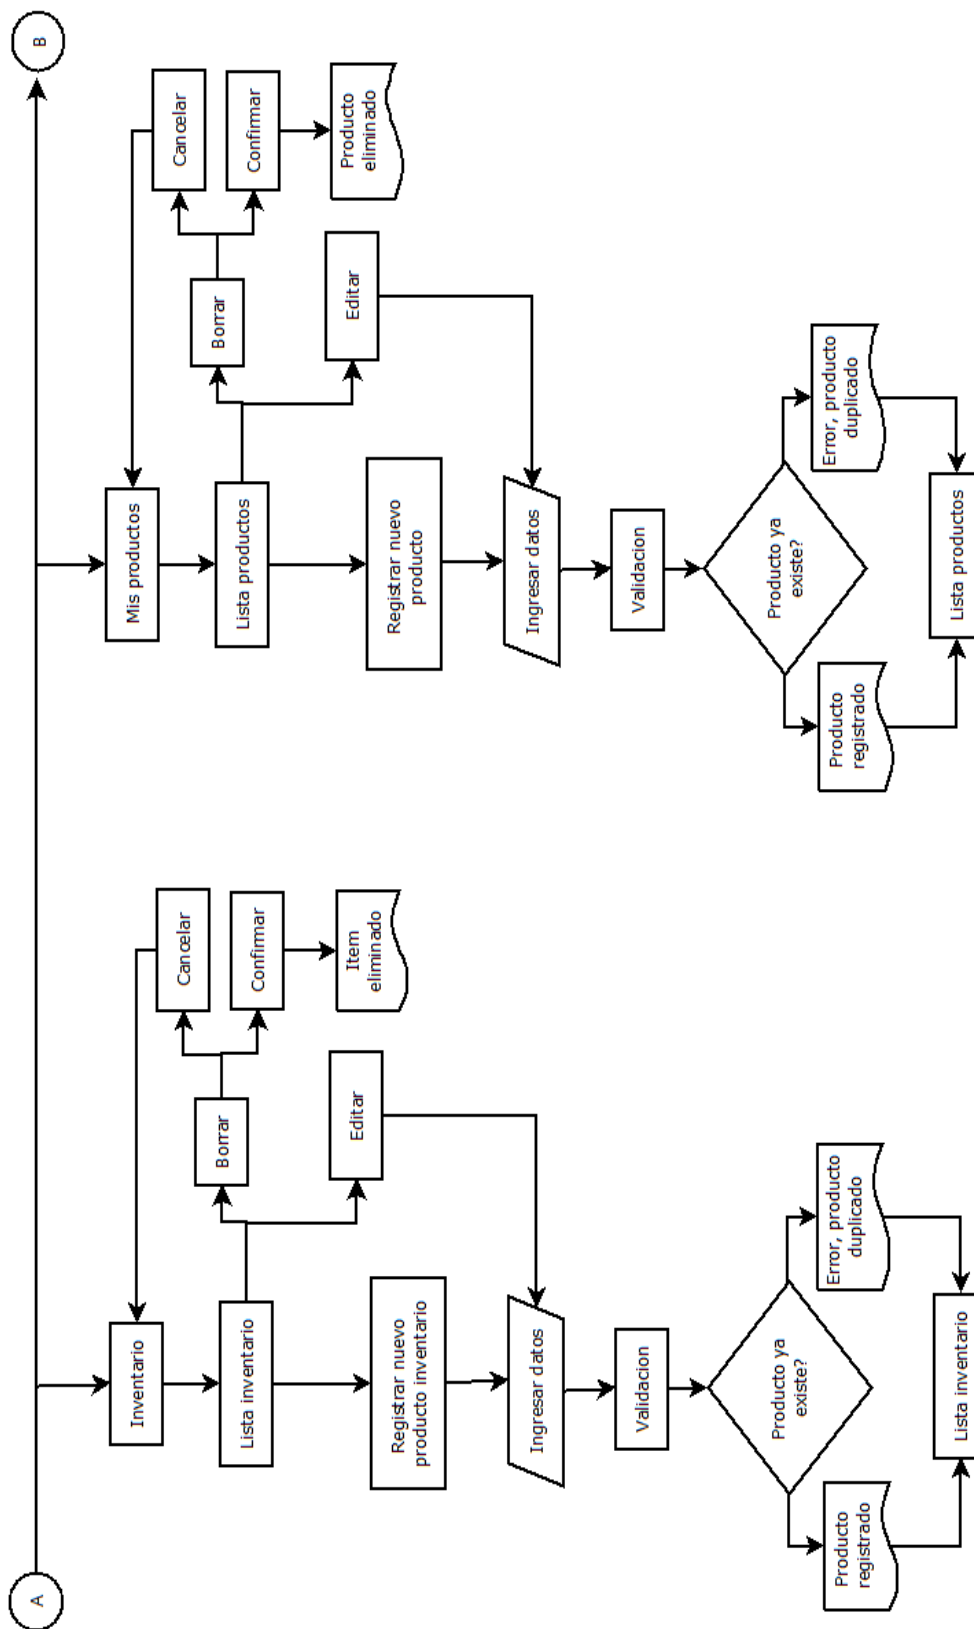 A
B
Inventario
Cancelar
Lista inventario
Borrar
Confirmar
Registrar nuevo
producto inventario
Editar
Item
eliminado
Ingresar datos
Validacion
Producto ya
existe?
Producto
registrado
Error, producto
duplicado
Lista inventario
Mis productos
Cancelar
Lista productos
Borrar
Confirmar
Registrar nuevo
producto
Editar
Producto
eliminado
Ingresar datos
Validacion
Producto ya
existe?
Producto
registrado
Error, producto
duplicado
Lista productos